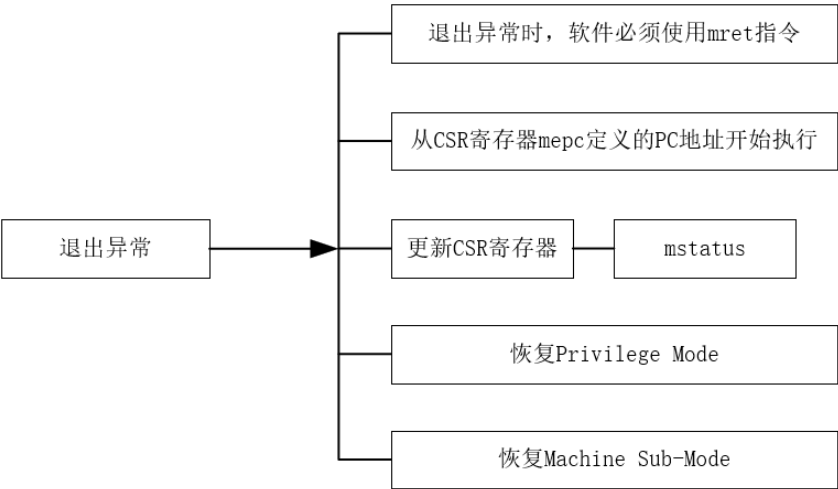 退出异常时，软件必须使用mret指令
从CSR寄存器mepc定义的PC地址开始执行
退出异常
更新CSR寄存器
mstatus
恢复Privilege Mode
恢复Machine Sub-Mode